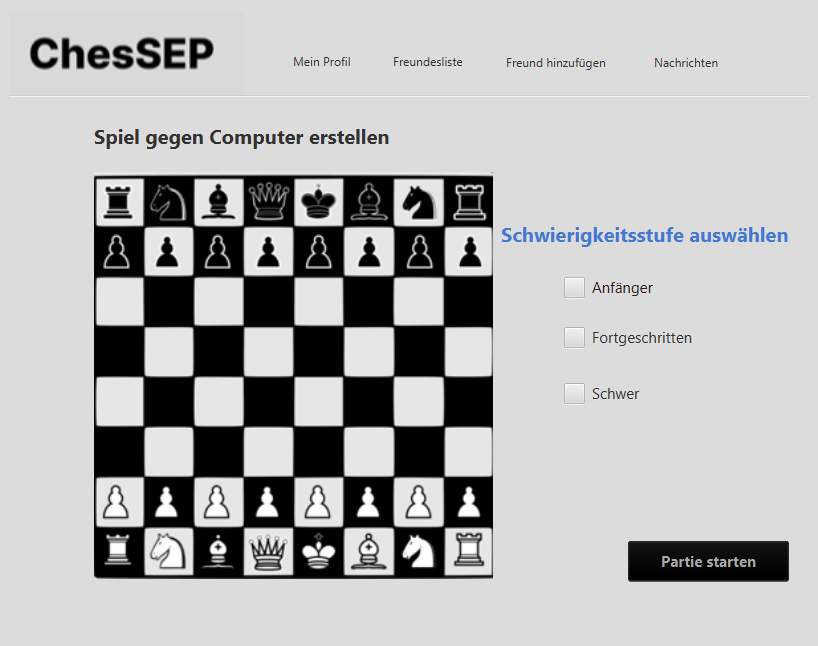 ChesSEP
Mein Profil
Freundesliste
Freund hinzufügen
Nachrichten
Spiel gegen Computer erstellen
Schwierigkeitsstufe auswählen
Anfänger
Fortgeschritten
Schwer
Partie starten